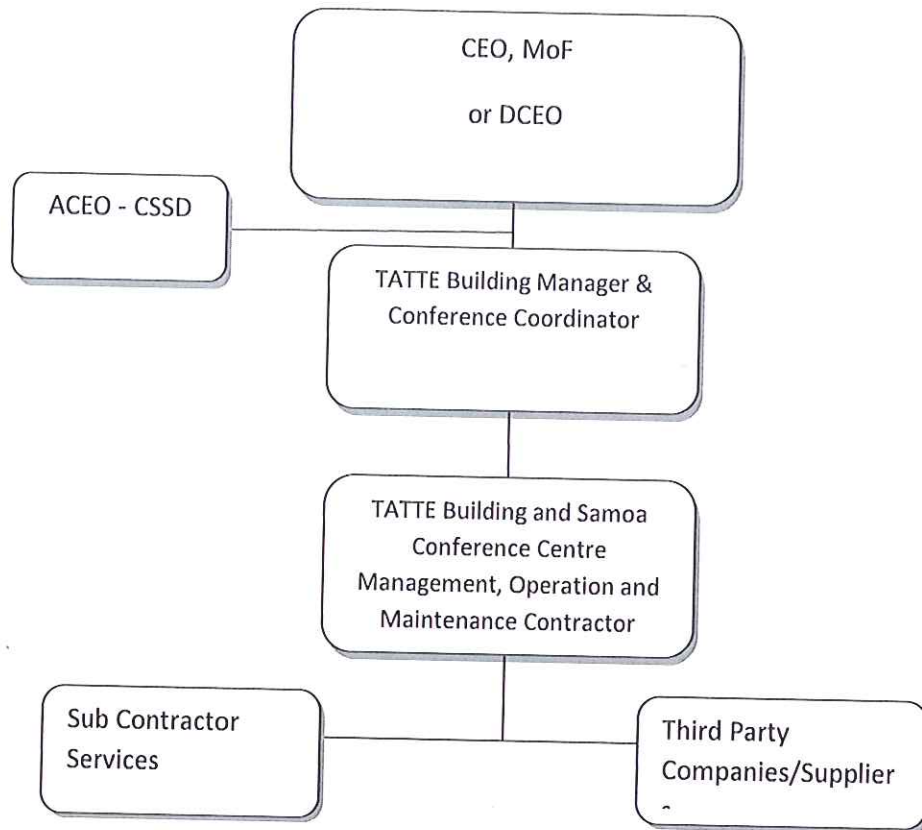 CEO, MoF
or DCEO
ACEO - CSSD
TATTE Building Manager &
Conference Coordinator
TATTE Building and Samoa
Conference Centre
Management, Operation and
Maintenance Contractor
Sub Contractor
Services
Third Party
Companies/Supplier